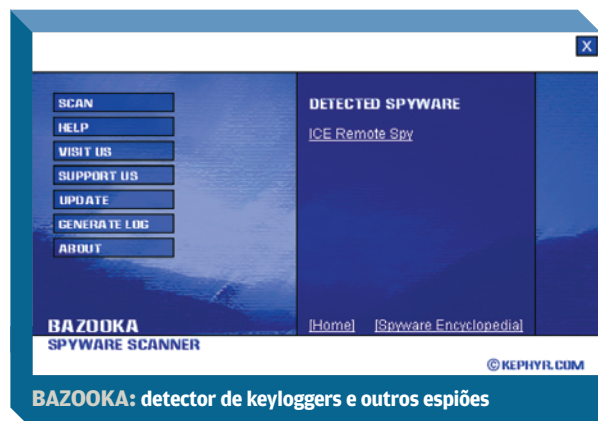 X
SCAN
HELP
VISIT US
SUPPORT US
UPDATE
GENERATE LOG
ABOUT
DETECTED SPYWARE
ICE Remote Spy
[Home] [Spyware Encyclopedia]
BAZOOKA
SPYWARE SCANNER
© KEPHYR.COM
BAZOOKA: detector de keyloggers e outros espiões